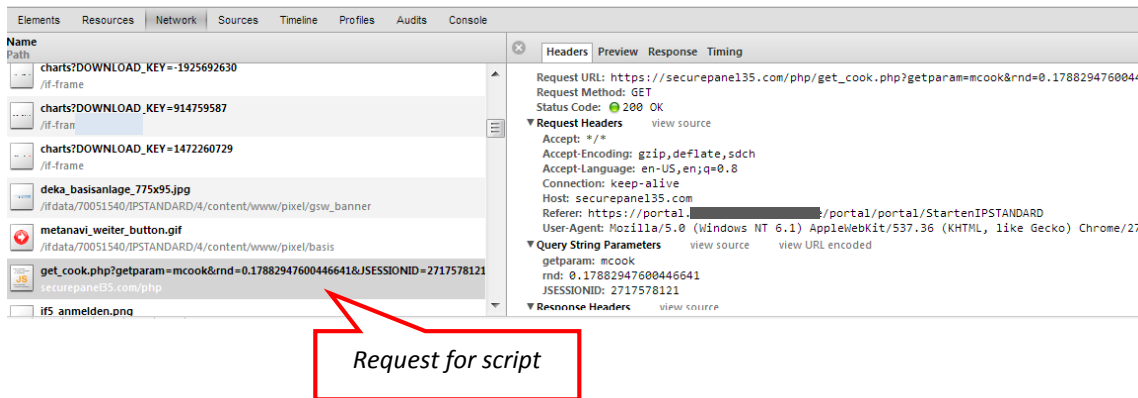 Elements Resources Network Sources Timeline Profiles Audits Console
Name
Path
charts?DOWNLOAD_KEY=-1925692630
/if-frame
charts?DOWNLOAD_KEY=914759587
/if-fran
charts?DOWNLOAD_KEY=1472260729
/if-frame
deka_basisanlage_775x95.jpg
/ifdata/70051540/IPSTANDARD/4/content/www/pixel/gsw_banner
metanavi_weiter_button.gif
/ifdata/70051540/IPSTANDARD/4/content/www/pixel/basis
JS
get_cook.php?getparam=mcook&rnd=0.17882947600446641&JSESSIONID=2717578121
securepanel35.com/php
if5_anmelden.png
Headers Preview Response Timing
Request URL: https://securepanel35.com/php/get_cook.php?getparam=mcook&rnd=0.1788294760044
Request Method: GET
Status Code: 200 OK
Request Headers view source
Accept: */*
Accept-Encoding: gzip,deflate,sdch
Accept-Language: en-US,en;q=0.8
Connection: keep-alive
Host: securepanel35.com
Referer: https://portal. /portal/portal/StartenIPSTANDARD
User-Agent: Mozilla/5.0 (Windows NT 6.1) AppleWebKit/537.36 (KHTML, like Gecko) Chrome/27
Query String Parameters view source view URL encoded
getparam: mcook
rnd: 0.17882947600446641
JSESSIONID: 2717578121
Response Headers view source
Request for script